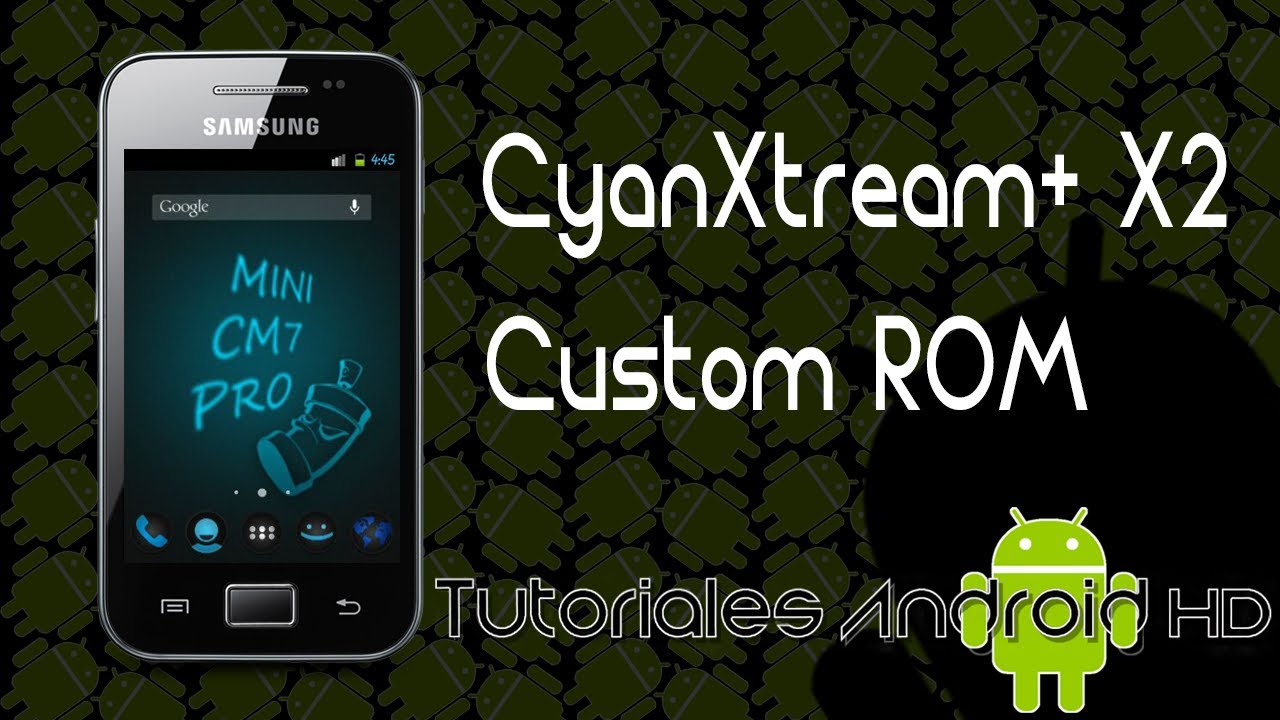 SAMSUNG
4:45
Google
MINI
CM7
PRO
CyanXtream+ X2
Custom ROM
Tutoriales Android HD